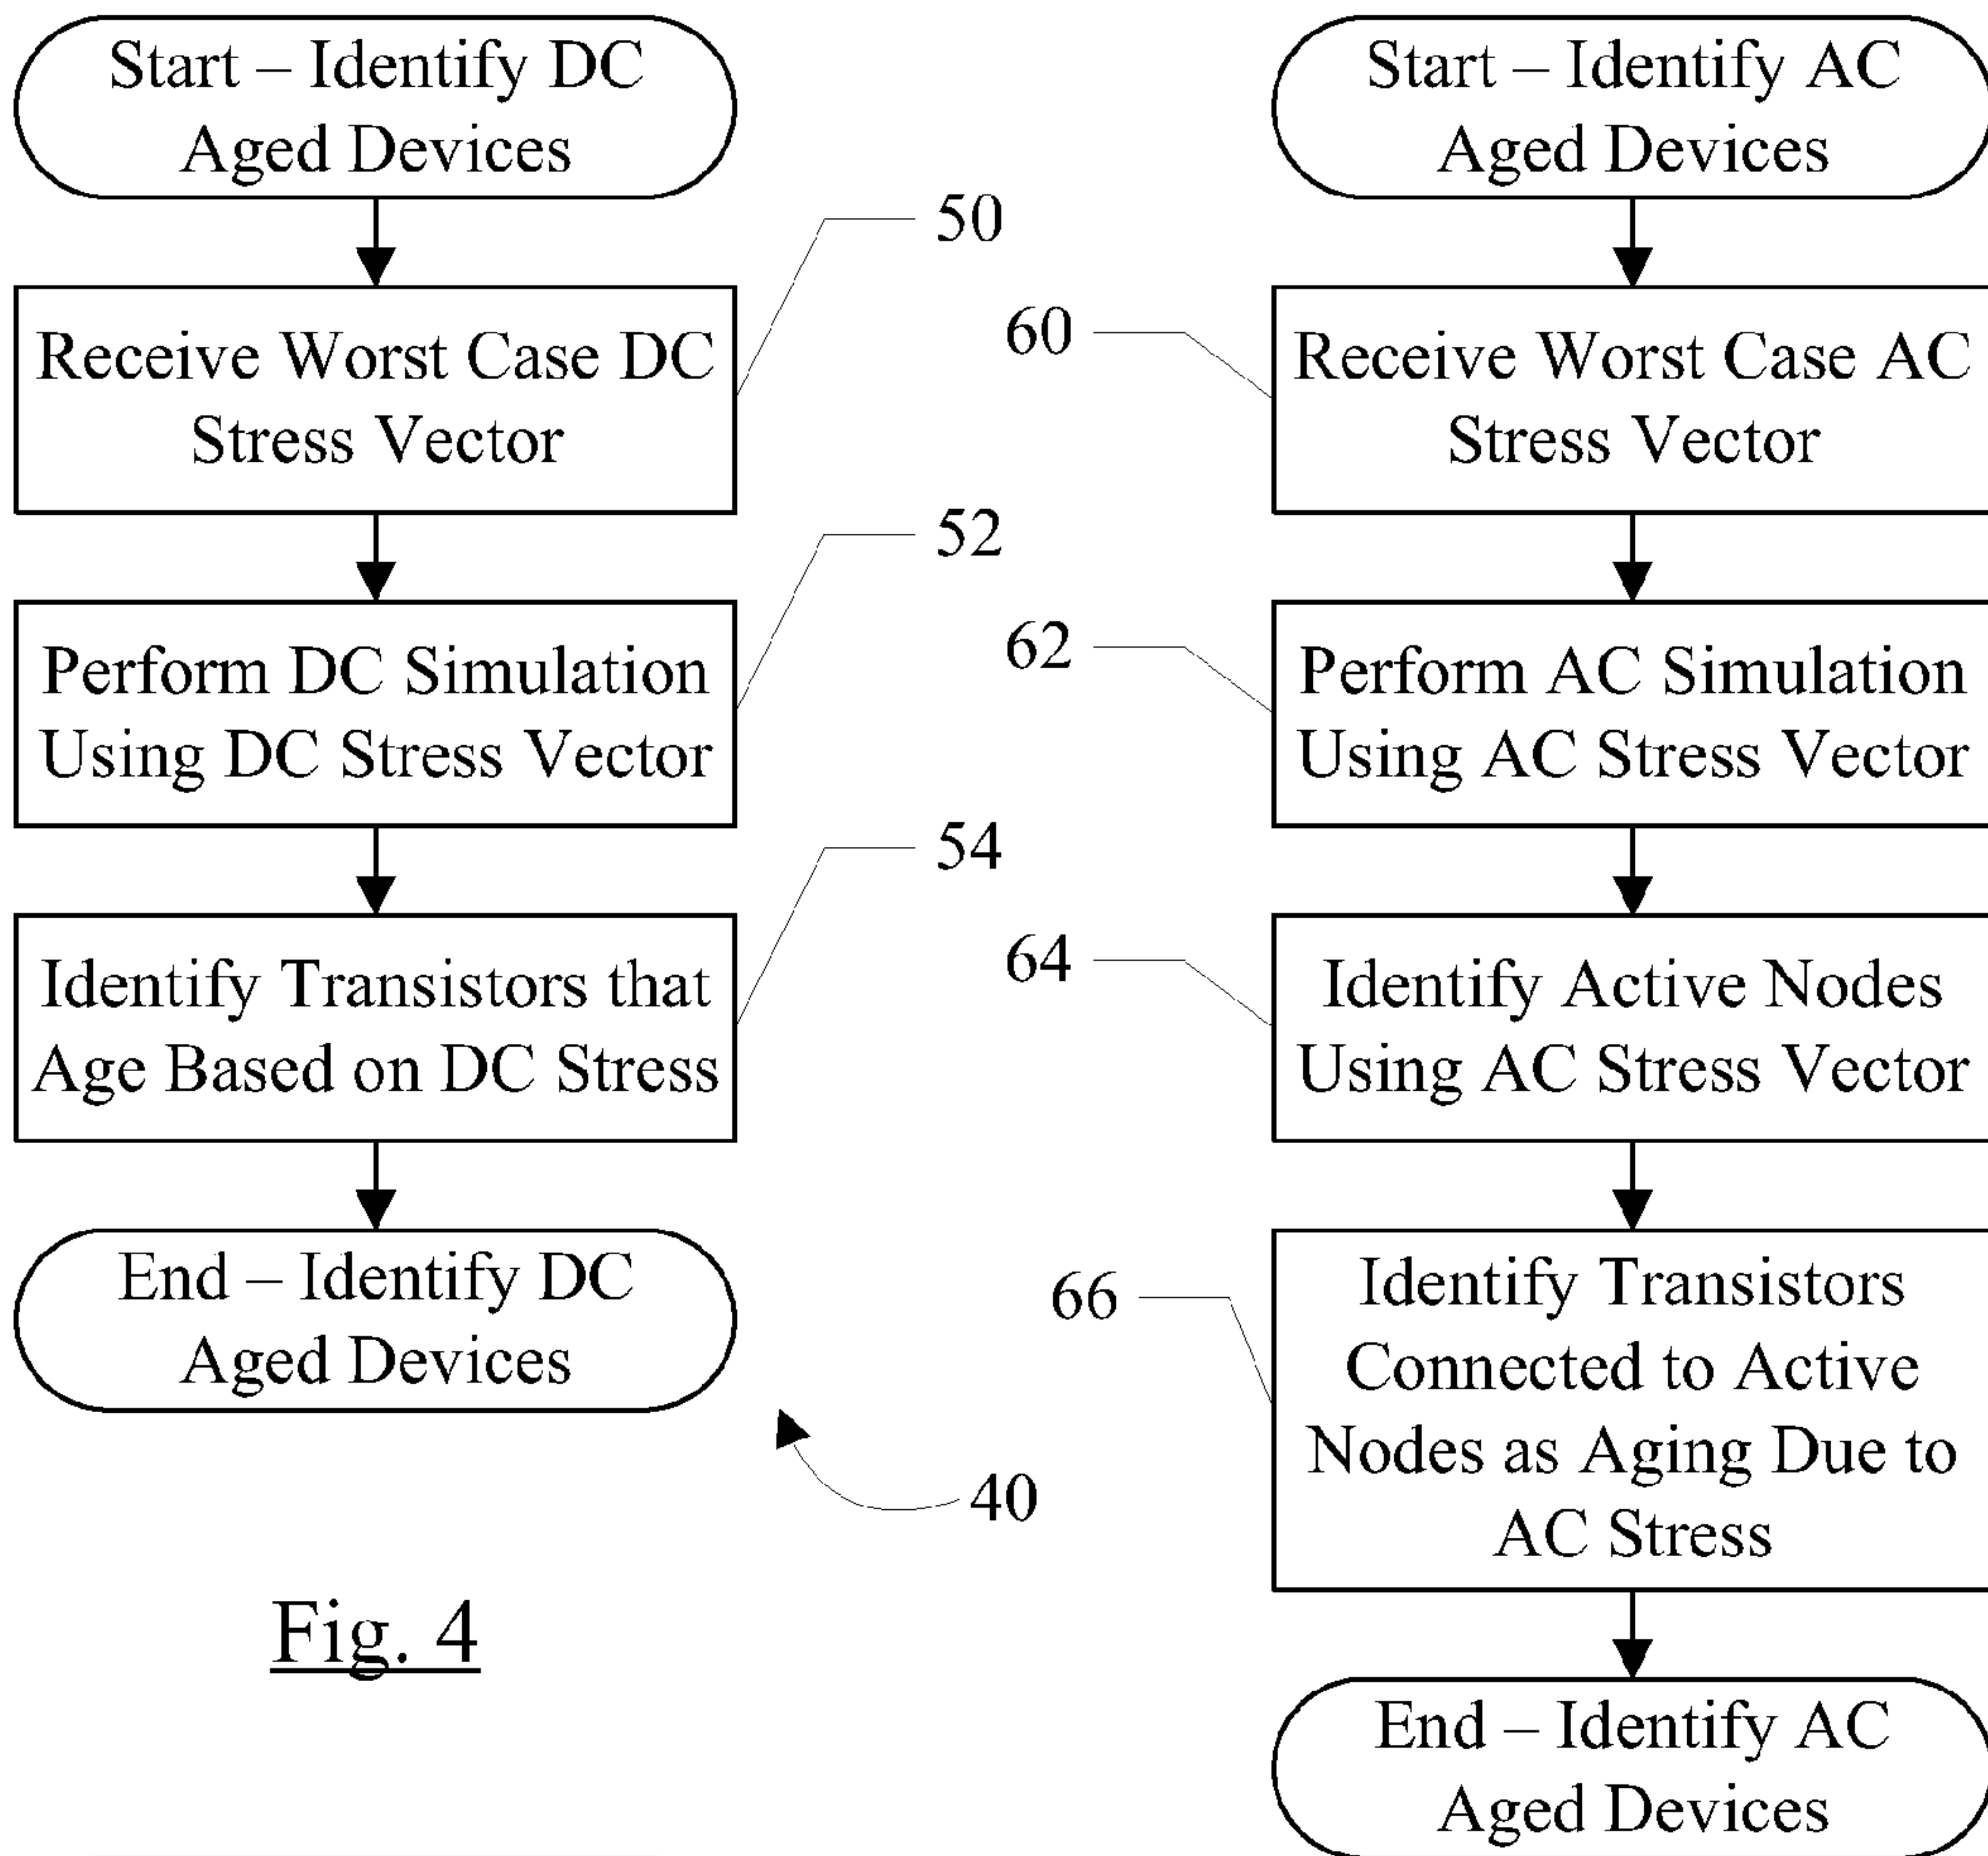 Start – Identify DC
Aged Devices
50
Receive Worst Case DC
Stress Vector
52
Perform DC Simulation
Using DC Stress Vector
54
Identify Transistors that
Age Based on DC Stress
End – Identify DC
Aged Devices
40
Fig. 4
Start – Identify AC
Aged Devices
60
Receive Worst Case AC
Stress Vector
62
Perform AC Simulation
Using AC Stress Vector
64
Identify Active Nodes
Using AC Stress Vector
66
Identify Transistors
Connected to Active
Nodes as Aging Due to
AC Stress
End – Identify AC
Aged Devices